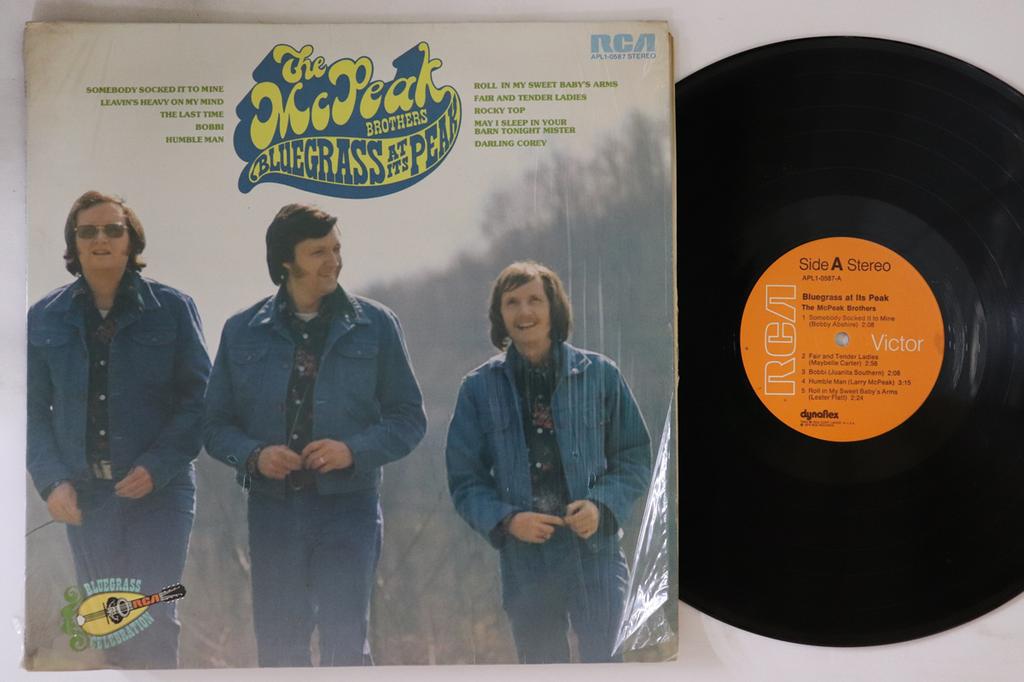 The
McPeak
BROTHERS
BLUEGRASS AT ITS PEAK
RCA
APL1-0587 STEREO
SOMEBODY SOCKED IT TO MINE
LEAVIN'S HEAVY ON MY MIND
THE LAST TIME
BOBBI
HUMBLE MAN
ROLL IN MY SWEET BABY'S ARMS
FAIR AND TENDER LADIES
ROCKY TOP
MAY I SLEEP IN YOUR
BARN TONIGHT MISTER
DARLING COREY
BLUEGRASS
RCA
CELEBRATION
Side A Stereo
APL1-0587-A
Bluegrass at Its Peak
The McPeak Brothers
1 Somebody Socked It to Mine
(Bobby Abshire) 2:08
RCA Victor
2 Fair and Tender Ladies
(Maybelle Carter) 2:58
3 Bobbi (Juanita Southern) 2:08
4 Humble Man (Larry McPeak) 3:15
5 Roll in My Sweet Baby's Arms
(Lester Flatt) 2:24
dynaflex